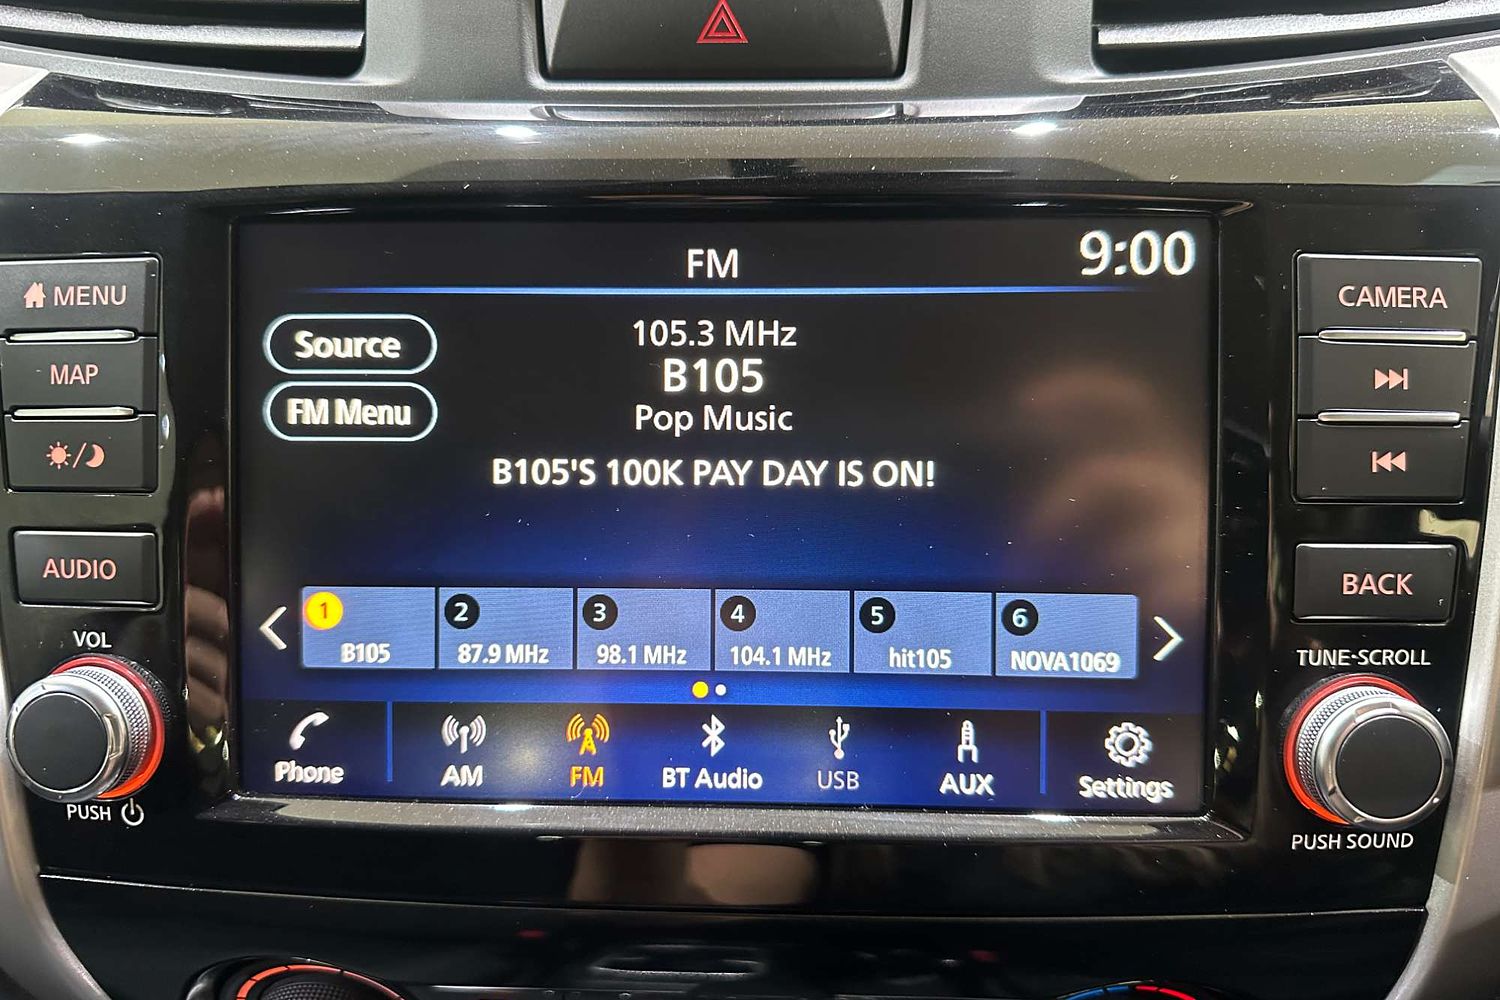 FM
9:00
MENU
MAP
AUDIO
VOL
PUSH
Source
FM Menu
105.3 MHz
B105
Pop Music
B105'S 100K PAY DAY IS ON!
1
B105
2
87.9 MHz
3
98.1 MHz
4
104.1 MHz
5
hit105
6
NOVA1069
Phone
AM
FM
BT Audio
USB
AUX
Settings
CAMERA
BACK
TUNE·SCROLL
PUSH SOUND